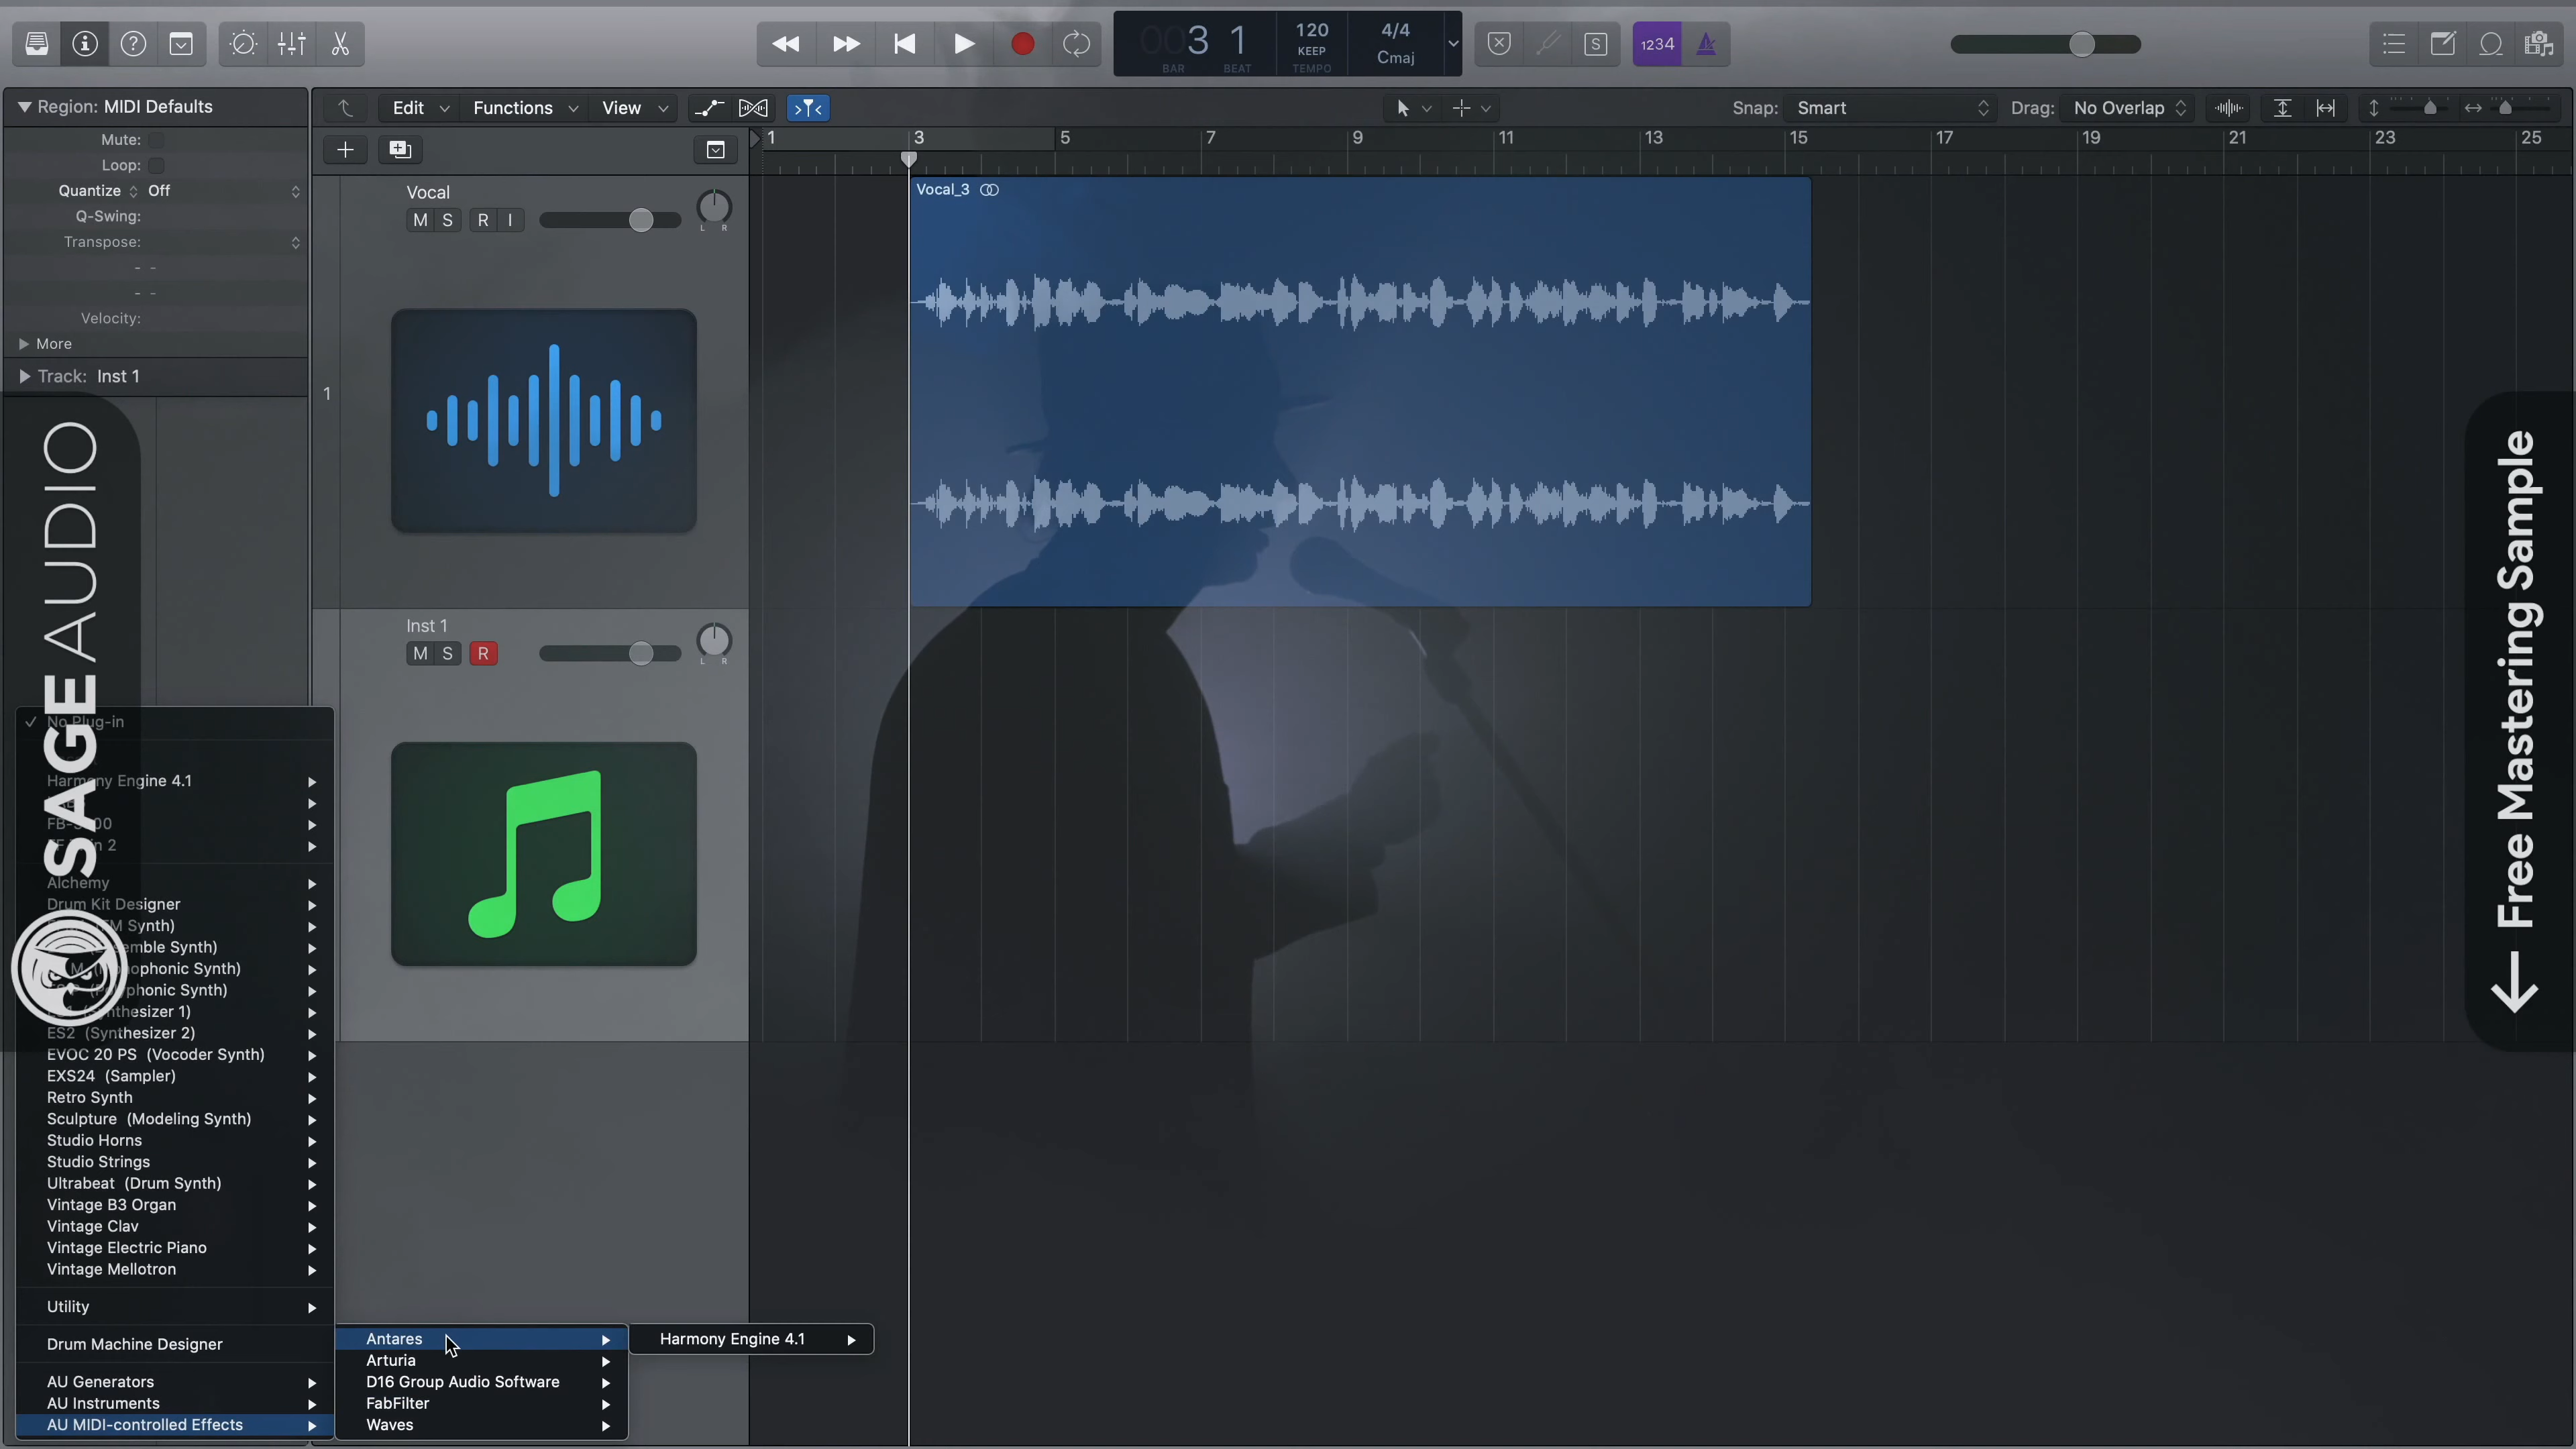 3 1
BAR BEAT
120
KEEP
TEMPO
4/4
Cmaj
S
1234
Region: MIDI Defaults
Mute:
Loop:
Quantize Off
Q-Swing:
Transpose:
- -
- -
Velocity:
More
Track: Inst 1
Edit
Functions
View
Snap: Smart
Drag: No Overlap
1 3 5 7 9 11 13 15 17 19 21 23 25
Vocal
M S R I
L R
1
Vocal_3
Inst 1
M S R
L R
SAGE AUDIO
Free Mastering Sample
No Plug-in
Harmony Engine 4.1
Alchemy
Drum Kit Designer
Synth)
Synth)
Synth)
Synth)
ES2 (Synthesizer 2)
EVOC 20 PS (Vocoder Synth)
EXS24 (Sampler)
Retro Synth
Sculpture (Modeling Synth)
Studio Horns
Studio Strings
Ultrabeat (Drum Synth)
Vintage B3 Organ
Vintage Clav
Vintage Electric Piano
Vintage Mellotron
Utility
Drum Machine Designer
AU Generators
AU Instruments
AU MIDI-controlled Effects
Antares
Arturia
D16 Group Audio Software
FabFilter
Waves
Harmony Engine 4.1